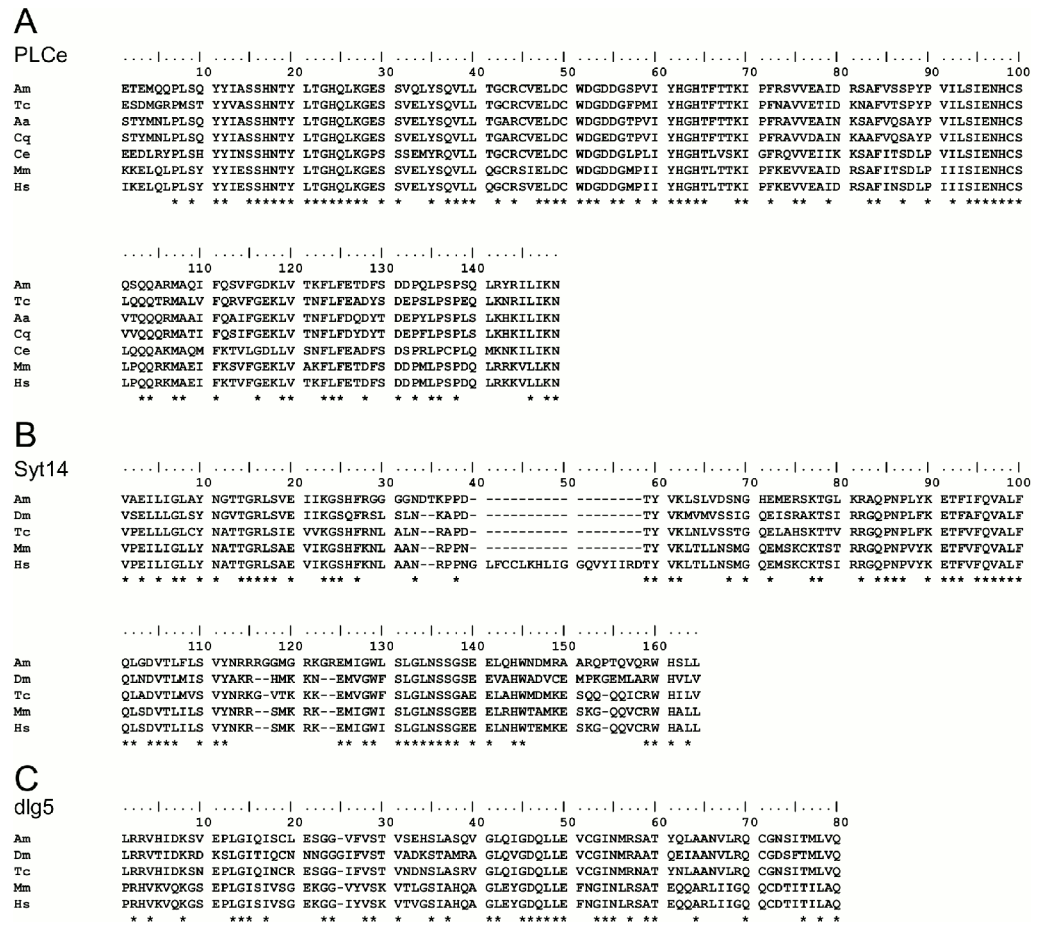 A
PLCe
10 20 30 40 50 60 70 80 90 100
Am ETEMQQPLSQ YYIASSHNTY LTGHQLKGES SVQLYSQVLL TGCRCVELDC WDGDDGSPVI YHGHTFTTKI PFRSVVEAID RSAFVSSPYP VILSIENHCS
Tc ESDMGRPMST YYVASSHNTY LTGHQLKGES SVELYSQVLL TGCRCVELDC WDGDDGFPMI YHGHTFTTKI PFNAVVETIN RSAFITSPYP VILSIENHCS
Aa STYMNLPLSQ YYIASSHNTY LTGHQLKGES SVELYSQVLL TGARCVELDC WDGDDGTPVI YHGHTFTTKI PFRAVVEAID KSAFVQSAYP VILSIENHCS
Cq STYMNLPLSQ YYIASSHNTY LTGHQLKGES SVELYSQVLL TGARCVELDC WDGEDGTPVI YHGHTFTTKI PFRAVVDAIN KAAFVQSAYP VILSIENHCS
Ce EEDLRYPLSH YYINSSHNTY LTGHQLKGPS SSEMYRQVLL TGCRCVELDC WDGDDGLPLI YHGHTLVSKI GFRQVVEIIK KSAFITSDLP VILSIENHCS
Mm KKELQLPLSY YYIESSHNTY LTGHQLKGES SVELYSQVLL QGCRSIELDC WDGDDGMPII YHGHTLTTKI PFKEVVEAID RSAFITSDLP IIISIENHCS
Hs IKELQLPLSY YYIESSHNTY LTGHQLKGES SVELYSQVLL QGCRSVELDC WDGDDGMPII YHGHTLTTKI PFKEVVEAID RSAFINSDLP IIISIENHCS
110 120 130 140
Am QSQQARMAQI FQSVFGDKLV TKFLFETDFS DDPQLPSPSQ LRYRILIKN
Tc LQQQTRMALV FQRVFGEKLV TNFLFEADYS DDPSLPSPEQ LKNRILIKN
Aa VTQQQRMAAI FQAIFGEKLV TNFLFDQDYT DEPYLPSPLS LKHKILIKN
Cq VVQQQRMATI FQSIFGEKLV TNFLFDYDYT DEPFLPSPLS LKHKILIKN
Ce LQQQAKMAQM FKTVLGDLLV SNFLFEADFS DSPRLPCPLQ MKNKILIKN
Mm LPQQRKMAEI FKSVFGEKLV AKFLFETDFS DDPMLPSPDQ LRRKVLLKN
Hs LPQQRKMAEI FKTVFGEKLV TKFLFETDFS DDPMLPSPDQ LRRKVLLKN
B
Syt14
10 20 30 40 50 60 70 80 90 100
Am VAEILIGLAY NGTTGRLSVE IIKGSHFRGG GGNDTKPPD- ---------- --------TY VKLSLVDSNG HEMERSKTGL KRAQPNPLYK ETFIFQVALF
Dm VSELLLGLSY NGVTGRLSVE IIKGSQFRSL SLN--KAPD- ---------- --------TY VKMVMVSSIG QEISRAKTSI RRGQPNPLFK ETFAFQVALF
Tc VPELLLGLCY NATTGRLSIE VVKGSHFRNL AAN--RPPD- ---------- --------TY VKLNLVSSTG QELAHSKTTV RRGQPNPLYK ETFIFQVALF
Mm VPEILIGLLY NATTGRLSAE VIKGSHFKNL AAN--RPPN- ---------- --------TY VKLTLLNSMG QEMSKCKTSI RRGQPNPVYK ETFVFQVALF
Hs VPEILIGLLY NATTGRLSAE VIKGSHFKNL AAN--RPPNG LFCCLKHLIG GQVYIIRDTY VKLTLLNSMG QEMSKCKTSI RRGQPNPVYK ETFVFQVALF
110 120 130 140 150 160
Am QLGDVTLFLS VYNRRRGGMG RKGREMIGWL SLGLNSSGSE ELQHWNDMRA ARQPTQVQRW HSLL
Dm QLNDVTLMIS VYAKR--HMK KN--EMVGWF SLGLNSSGSE EVAHWADVCE MPKGEMLARW HVLV
Tc QLADVTLMVS VYNRKG-VTK KK--EMVGWF SLGLNSSGAE ELAHWMDMKE SQQ-QQICRW HILV
Mm QLSDVTLILS VYNRR--SMK RK--EMIGWI SLGLNSSGEE ELRHWTAMKE SKG-QQVCRW HALL
Hs QLSDVTLILS VYNKR--SMK RK--EMIGWI SLGLNSSGEE ELNHWTEMKE SKG-QQVCRW HALL
C
dlg5
10 20 30 40 50 60 70 80
Am LRRVHIDKSV EPLGIQISCL ESGG-VFVST VSEHSLASQV GLQIGDQLLE VCGINMRSAT YQLAANVLRQ CGNSITMLVQ
Dm LRRVTIDKRD KSLGITIQCN NNGGGIFVST VADKSTAMRA GLQVGDQLLE VCGINMRAAT QEIAANVLRQ CGDSFTMLVQ
Tc LRRVHIDKSN EPLGIQINCR ESGG-IFVST VNDNSLASRV GLQIGDQLLE VCGINMRNAT YNLAANVLRQ CGNSITMLVQ
Mm PRHVKVQKGS EPLGISIVSG EKGG-VYVSK VTLGSIAHQA GLEYGDQLLE FNGINLRSAT EQQARLIIGQ QCDTITILAQ
Hs PRHVKVQKGS EPLGISIVSG EKGG-IYVSK VTVGSIAHQA GLEYGDQLLE FNGINLRSAT EQQARLIIGQ QCDTITILAQ